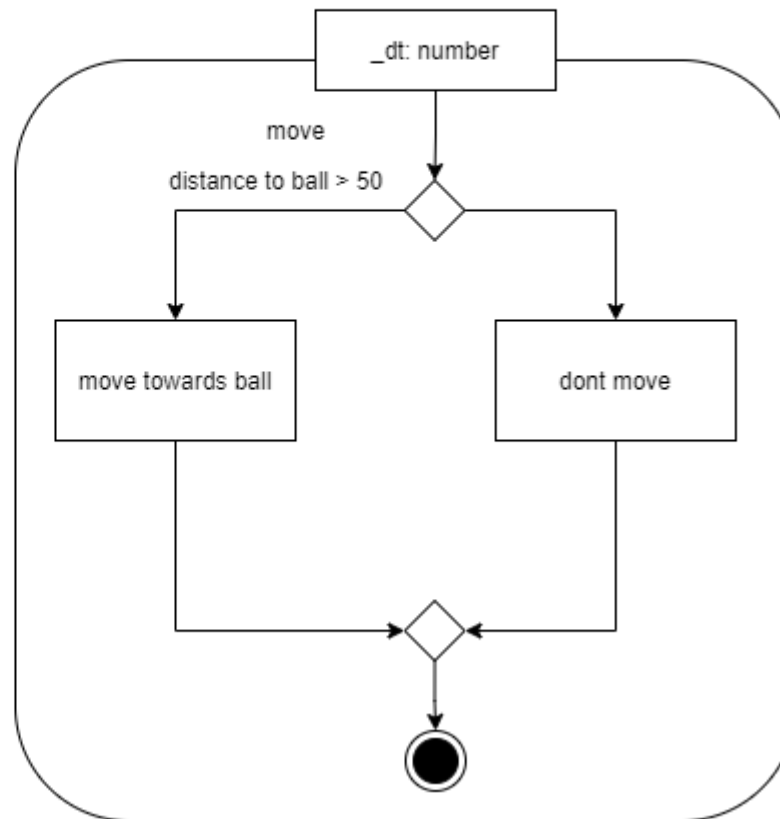 _dt: number
move
distance to ball > 50
move towards ball
dont move